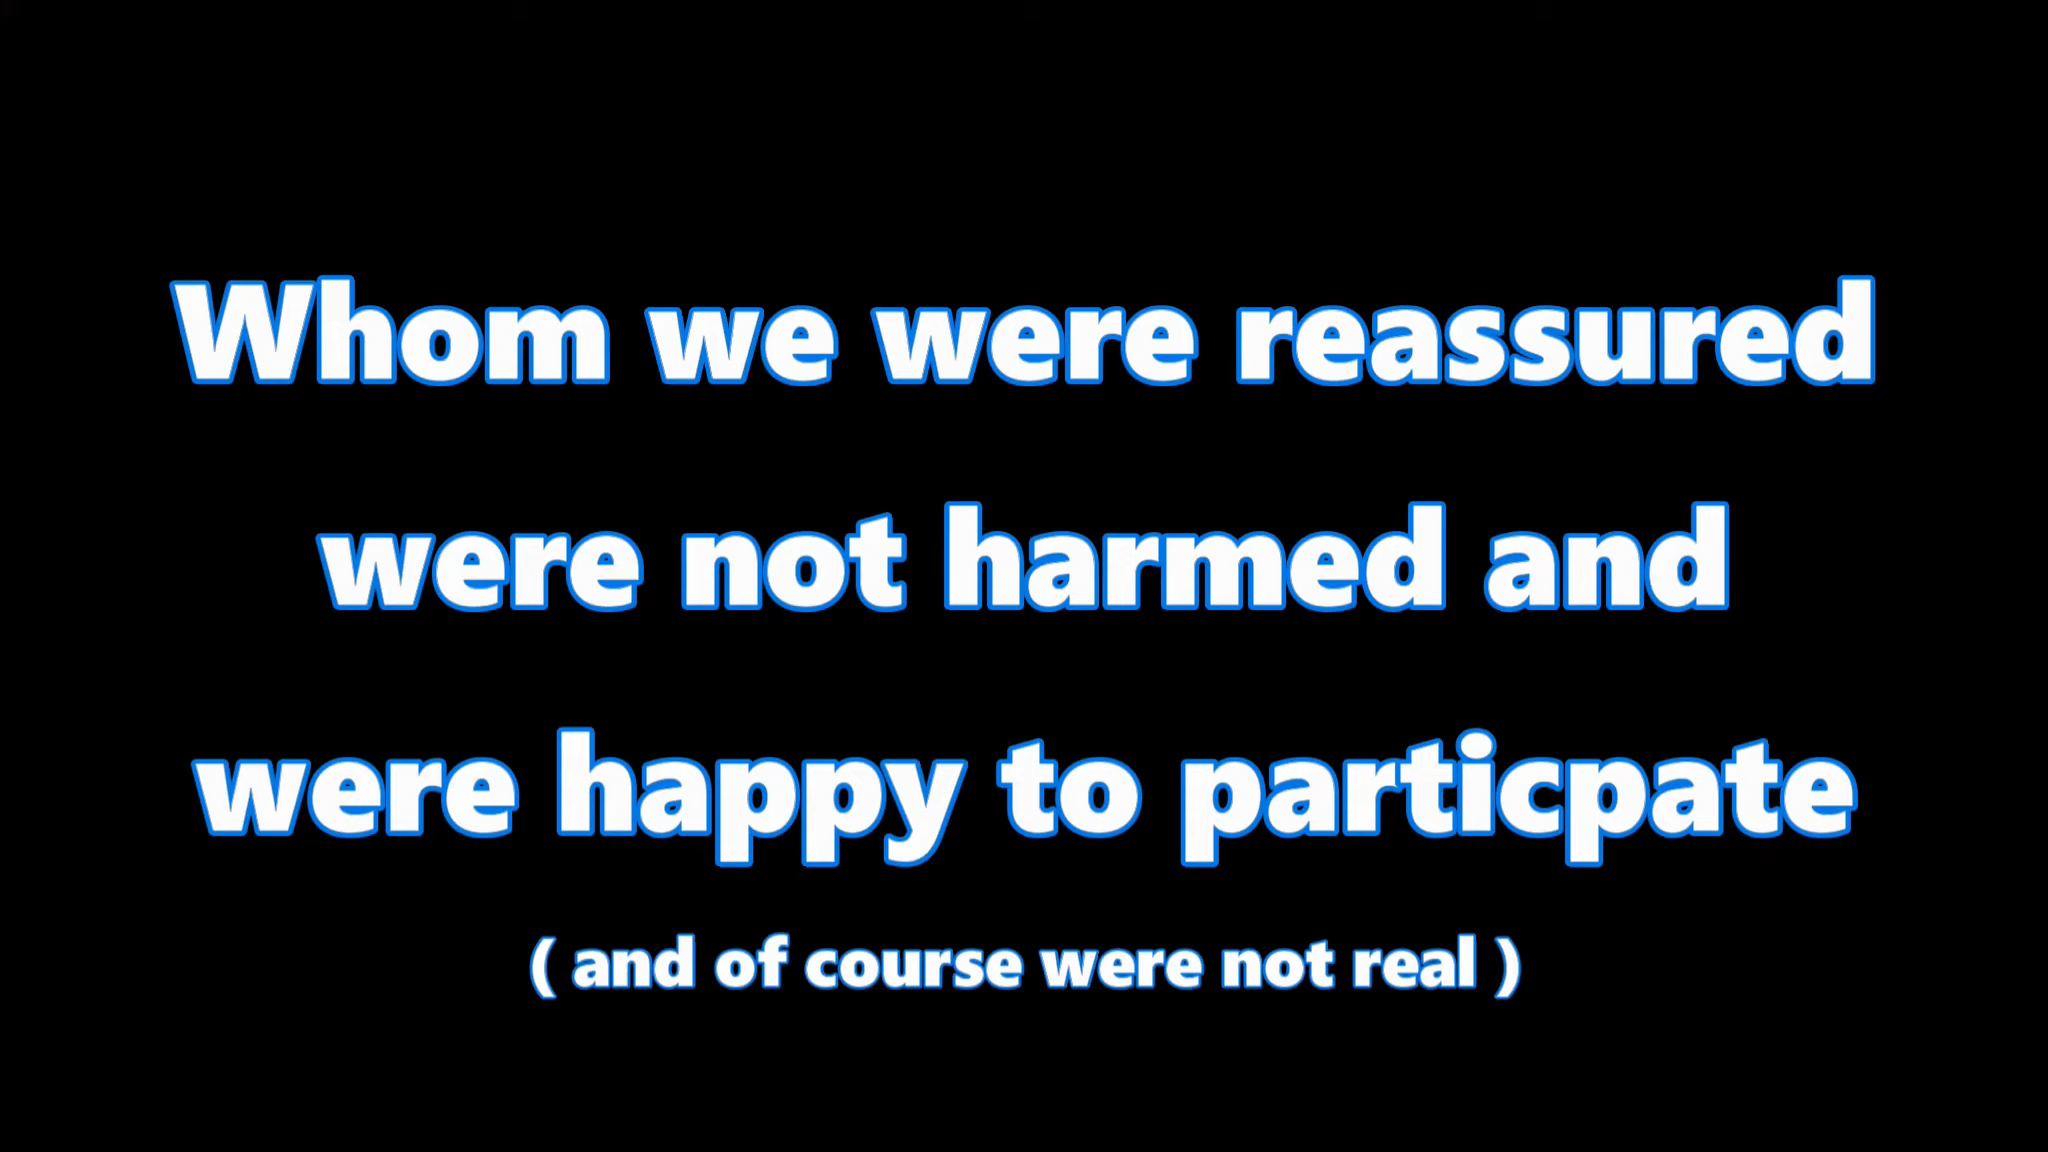 Whom we were reassured
were not harmed and
were happy to particpate
( and of course were not real )